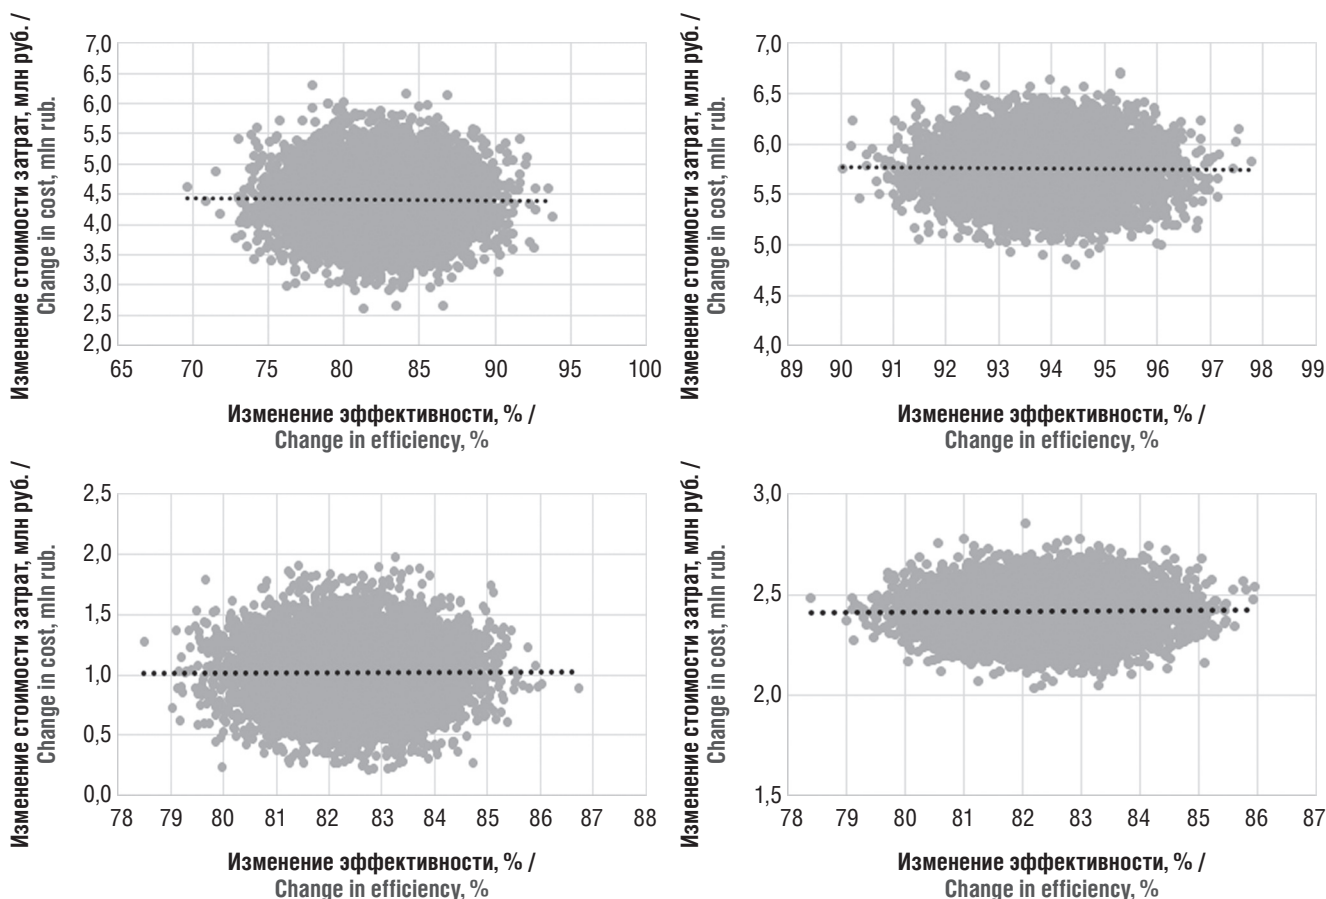 Изменение стоимости затрат, млн руб. /
Change in cost, mln rub.
7,0
6,5
6,0
5,5
5,0
4,5
4,0
3,5
3,0
2,5
2,0
65 70 75 80 85 90 95 100
Изменение эффективности, % /
Change in efficiency, %
Изменение стоимости затрат, млн руб. /
Change in cost, mln rub.
7,0
6,5
6,0
5,5
5,0
4,5
4,0
89 90 91 92 93 94 95 96 97 98 99
Изменение эффективности, % /
Change in efficiency, %
Изменение стоимости затрат, млн руб. /
Change in cost, mln rub.
2,5
2,0
1,5
1,0
0,5
0,0
78 79 80 81 82 83 84 85 86 87 88
Изменение эффективности, % /
Change in efficiency, %
Изменение стоимости затрат, млн руб. /
Change in cost, mln rub.
3,0
2,5
2,0
1,5
78 79 80 81 82 83 84 85 86 87
Изменение эффективности, % /
Change in efficiency, %